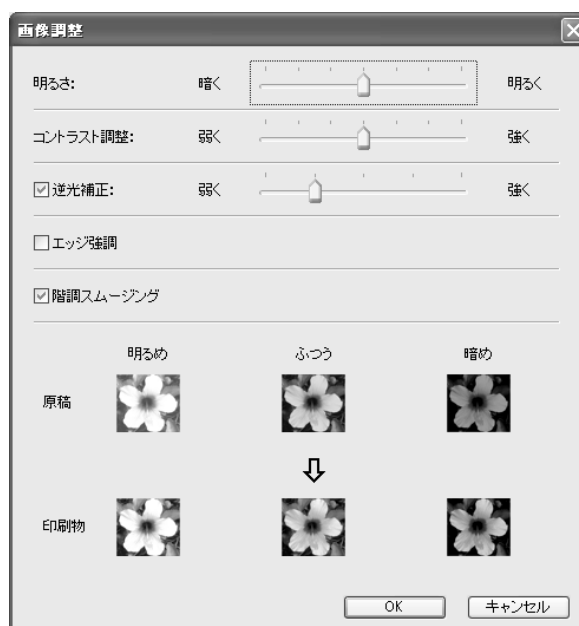 画像調整
明るさ: 暗く 明るく
コントラスト調整: 弱く 強く
逆光補正: 弱く 強く
エッジ強調
階調スムージング
明るめ ふつう 暗め
原稿
印刷物
OK キャンセル